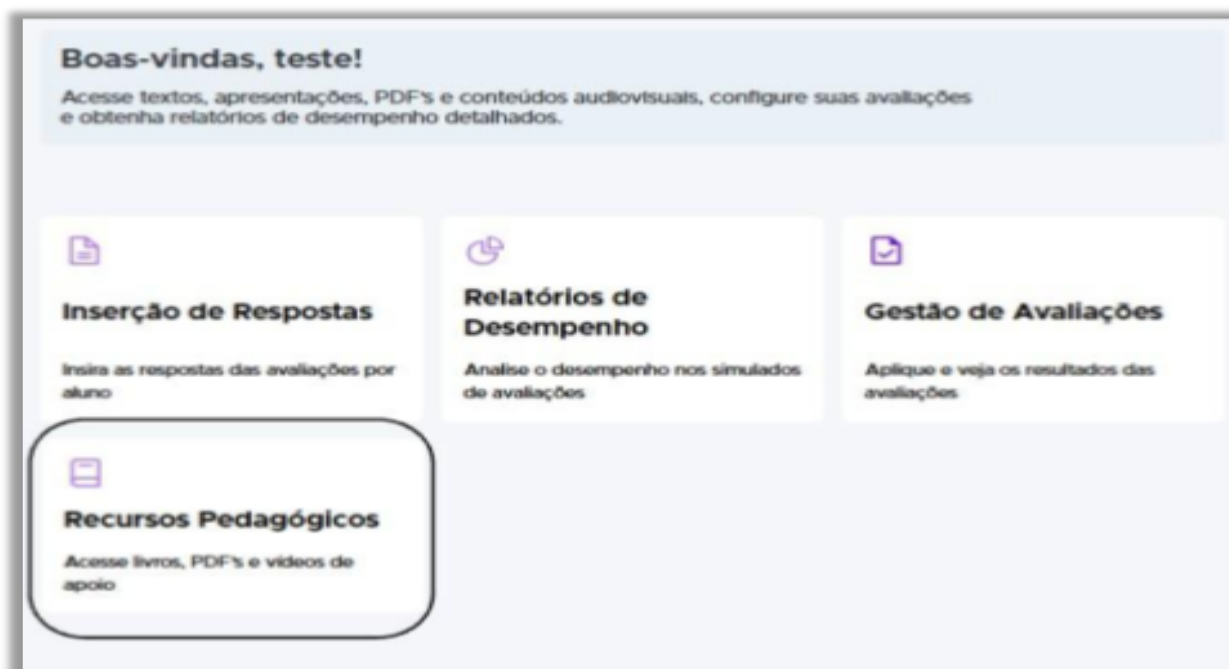 Boas-vindas, teste!
Acesse textos, apresentações, PDF's e conteúdos audiovisuais, configure suas avaliações
e obtenha relatórios de desempenho detalhados.
Inserção de Respostas
Insira as respostas das avaliações por
aluno
Relatórios de
Desempenho
Analise o desempenho nos simulados
de avaliações
Gestão de Avaliações
Aplique e veja os resultados das
avaliações
Recursos Pedagógicos
Acesse livros, PDF's e vídeos de
apoio